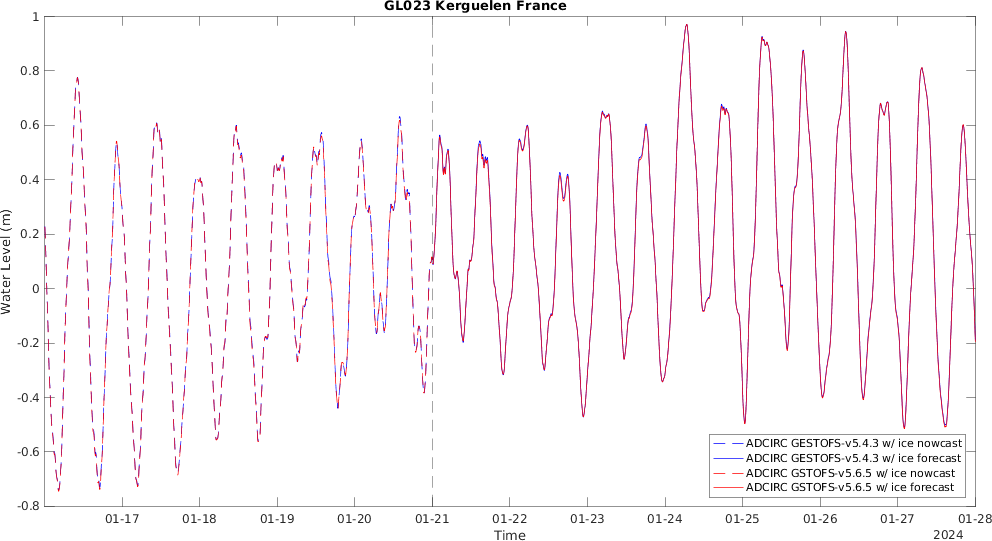 GL023 Kerguelen France
1
0.8
0.6
0.4
0.2
0
-0.2
-0.4
-0.6
-0.8
Water Level (m)
ADCIRC GESTOFS-v5.4.3 w/ ice nowcast
ADCIRC GESTOFS-v5.4.3 w/ ice forecast
ADCIRC GSTOFS-v5.6.5 w/ ice nowcast
ADCIRC GSTOFS-v5.6.5 w/ ice forecast
01-17 01-18 01-19 01-20 01-21 01-22 01-23 01-24 01-25 01-26 01-27 01-28
Time
2024